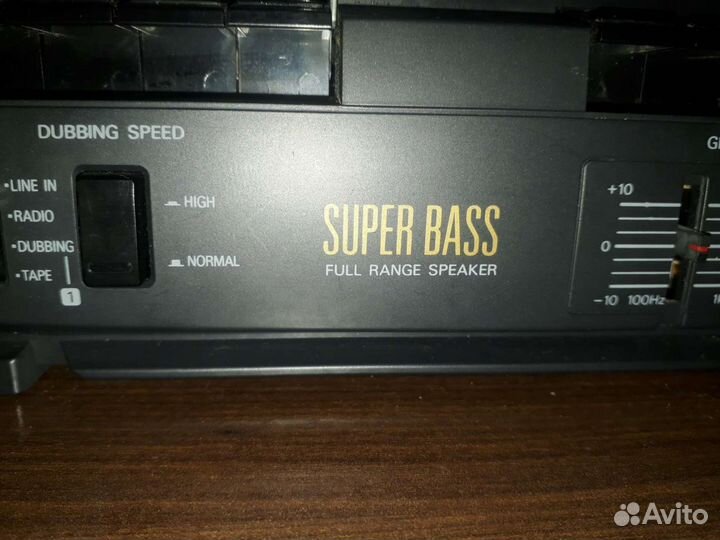 DUBBING SPEED
•LINE IN
•RADIO
•DUBBING
•TAPE
1
HIGH
NORMAL
SUPER BASS
FULL RANGE SPEAKER
+10
0
-10 100Hz
Avito